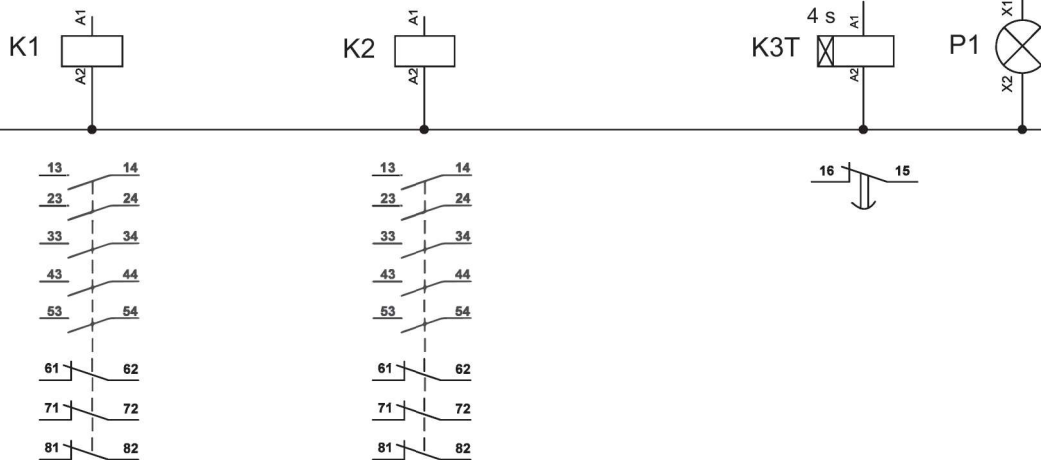 A1 A1 4 s A1 X1
K1 K2 K3T P1
A2 A2 A2 X2
13 14 13 14 16 15
23 24 23 24
33 34 33 34
43 44 43 44
53 54 53 54
61 62 61 62
71 72 71 72
81 82 81 82